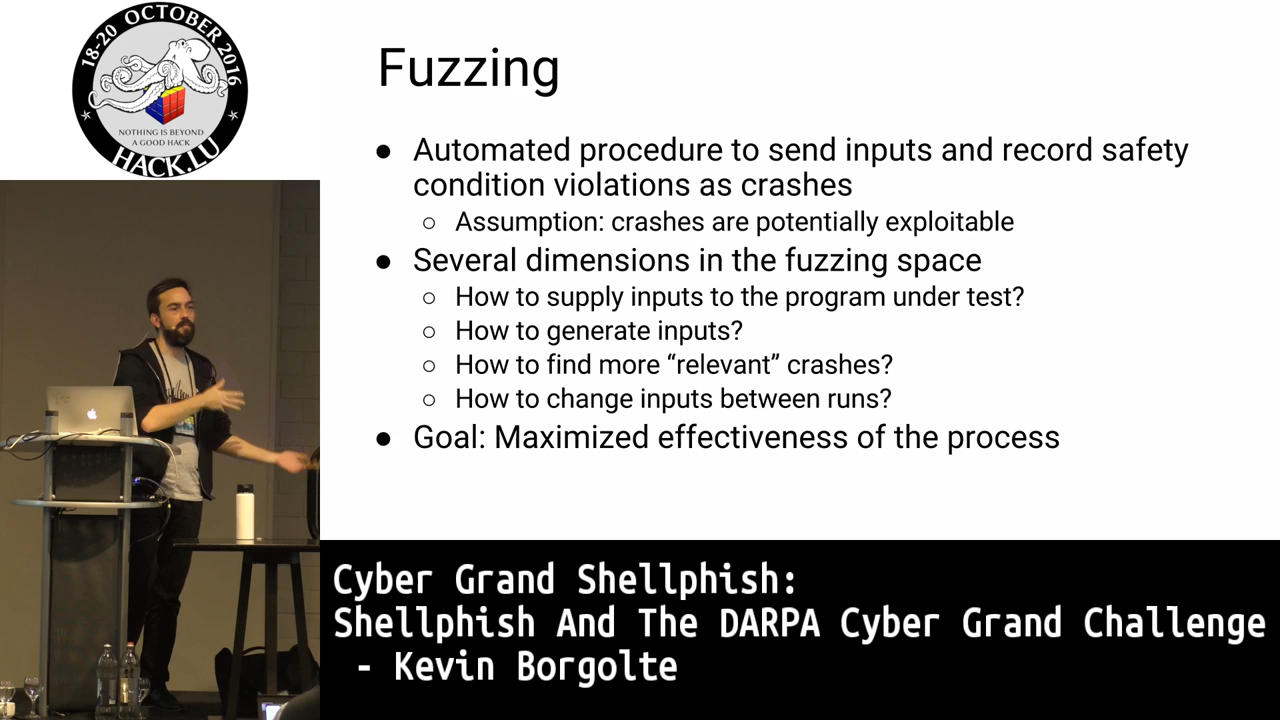 18-20 OCTOBER 2016
NOTHING IS BEYOND
A GOOD HACK
HACK.LU
Fuzzing
● Automated procedure to send inputs and record safety
condition violations as crashes
○ Assumption: crashes are potentially exploitable
● Several dimensions in the fuzzing space
○ How to supply inputs to the program under test?
○ How to generate inputs?
○ How to find more “relevant” crashes?
○ How to change inputs between runs?
● Goal: Maximized effectiveness of the process
Cyber Grand Shellphish:
Shellphish And The DARPA Cyber Grand Challenge
- Kevin Borgolte